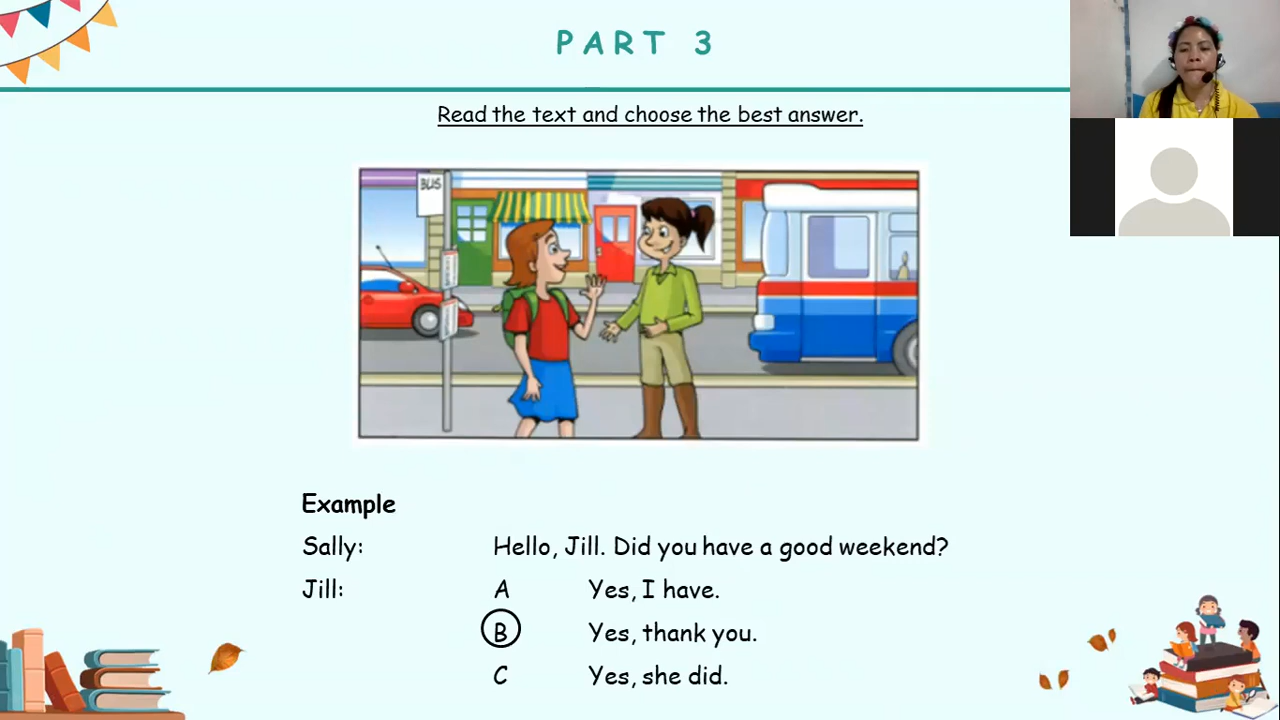 PART 3
Read the text and choose the best answer.
BUS
Example
Sally: Hello, Jill. Did you have a good weekend?
Jill: A Yes, I have.
B Yes, thank you.
C Yes, she did.